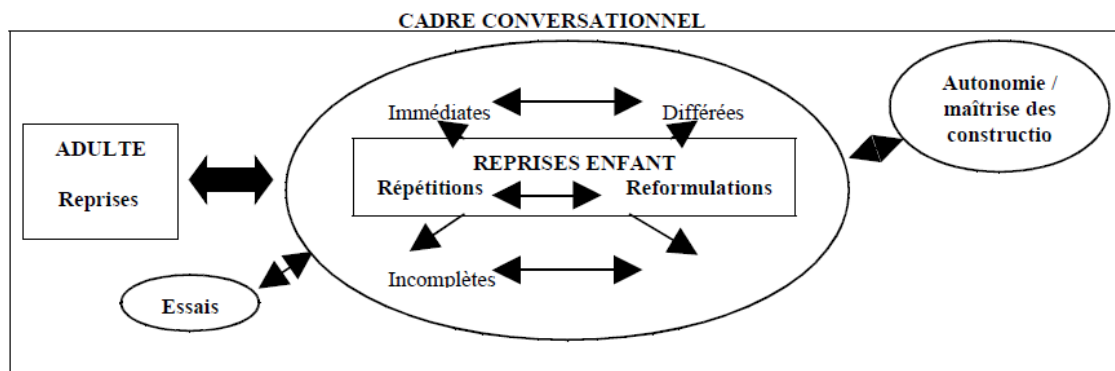 CADRE CONVERSATIONNEL
ADULTE
Reprises
Essais
Immédiates
Différées
REPRISES ENFANT
Répétitions
Reformulations
Incomplètes
Autonomie /
maîtrise des
constructio